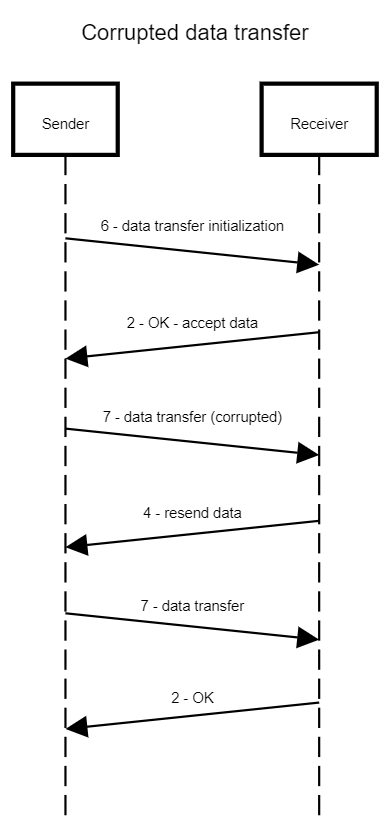 Corrupted data transfer
Sender
Receiver
6 - data transfer initialization
2 - OK - accept data
7 - data transfer (corrupted)
4 - resend data
7 - data transfer
2 - OK